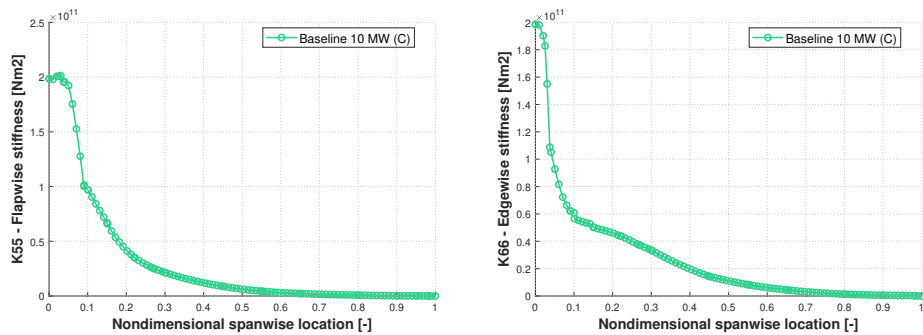 ×10¹¹
2.5
2
1.5
1
0.5
0
K55 - Flapwise stiffness [Nm2]
Baseline 10 MW (C)
0 0.1 0.2 0.3 0.4 0.5 0.6 0.7 0.8 0.9 1
Nondimensional spanwise location [-]
×10¹¹
2
1.8
1.6
1.4
1.2
1
0.8
0.6
0.4
0.2
0
K66 - Edgewise stiffness [Nm2]
Baseline 10 MW (C)
0 0.1 0.2 0.3 0.4 0.5 0.6 0.7 0.8 0.9 1
Nondimensional spanwise location [-]